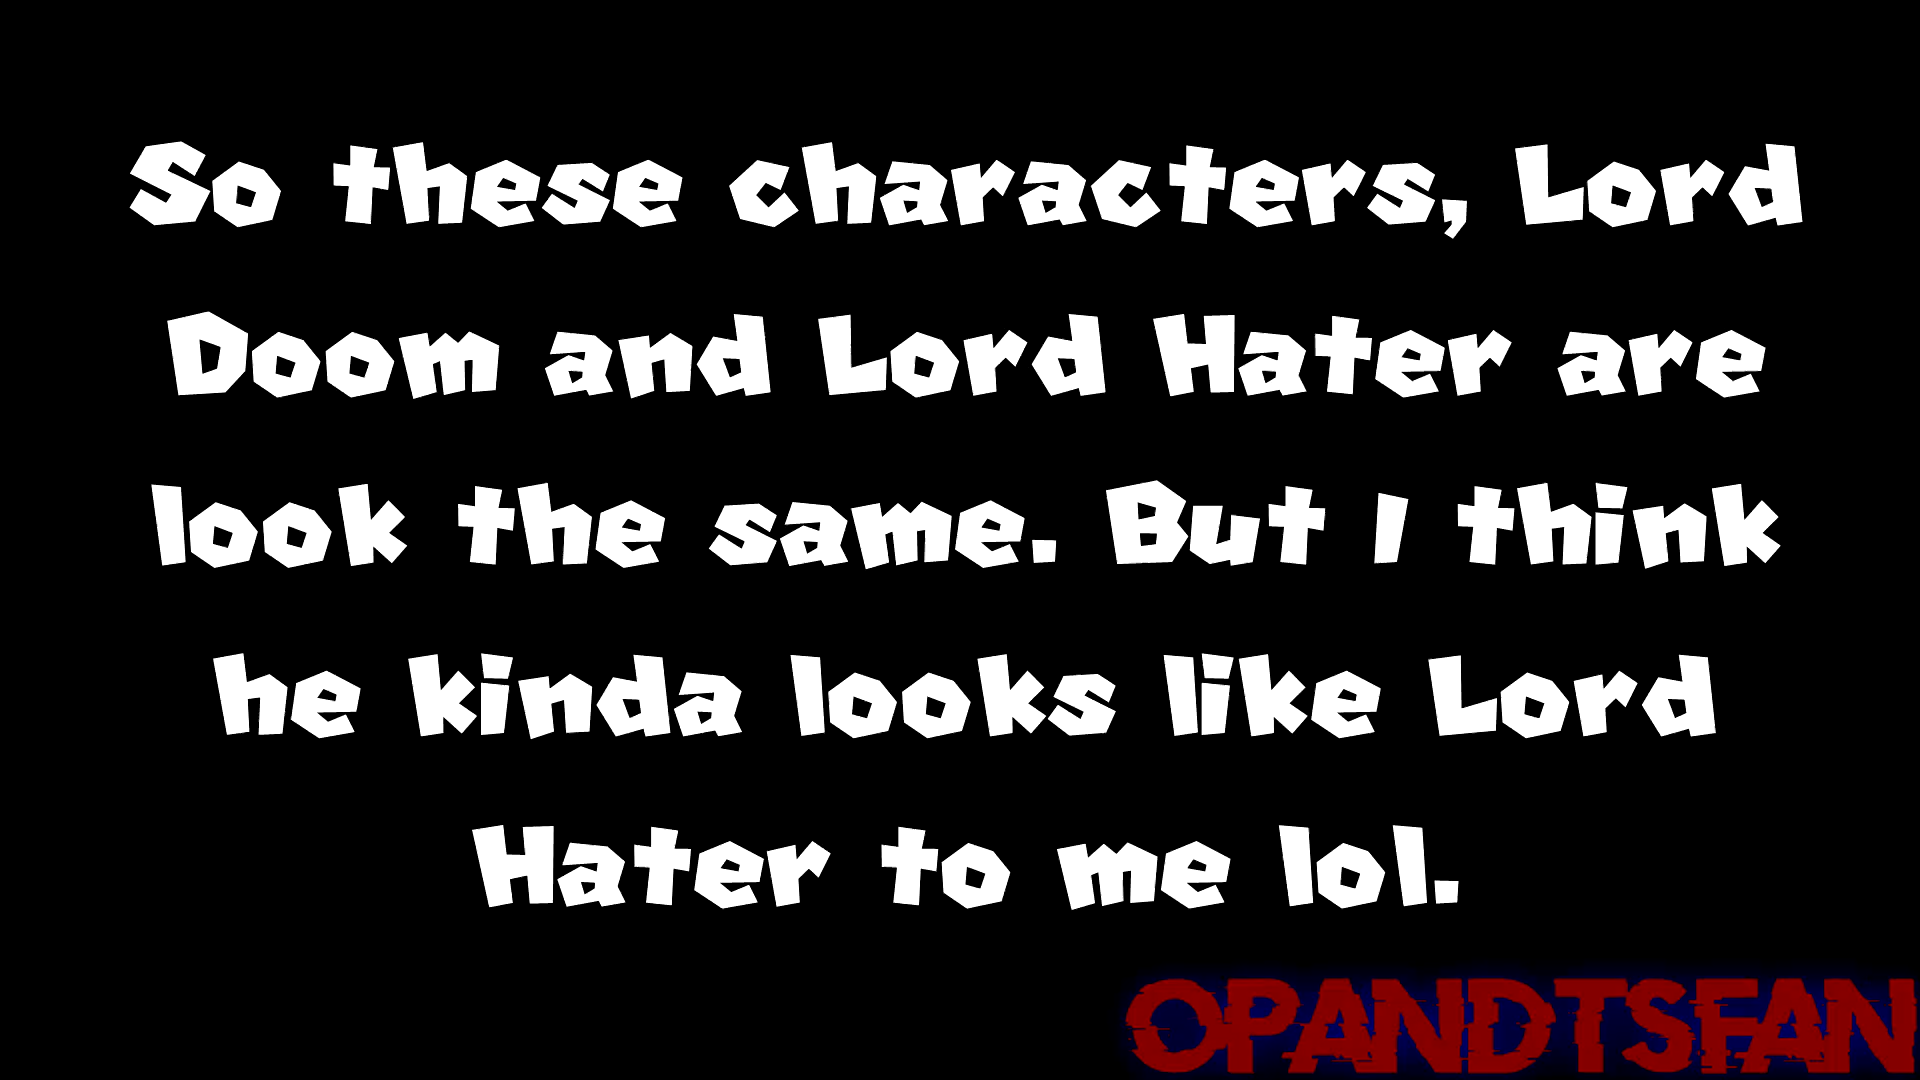 So these characters, Lord
Doom and Lord Hater are
look the same. But I think
he kinda looks like Lord
Hater to me lol.
OPANDTSFAN